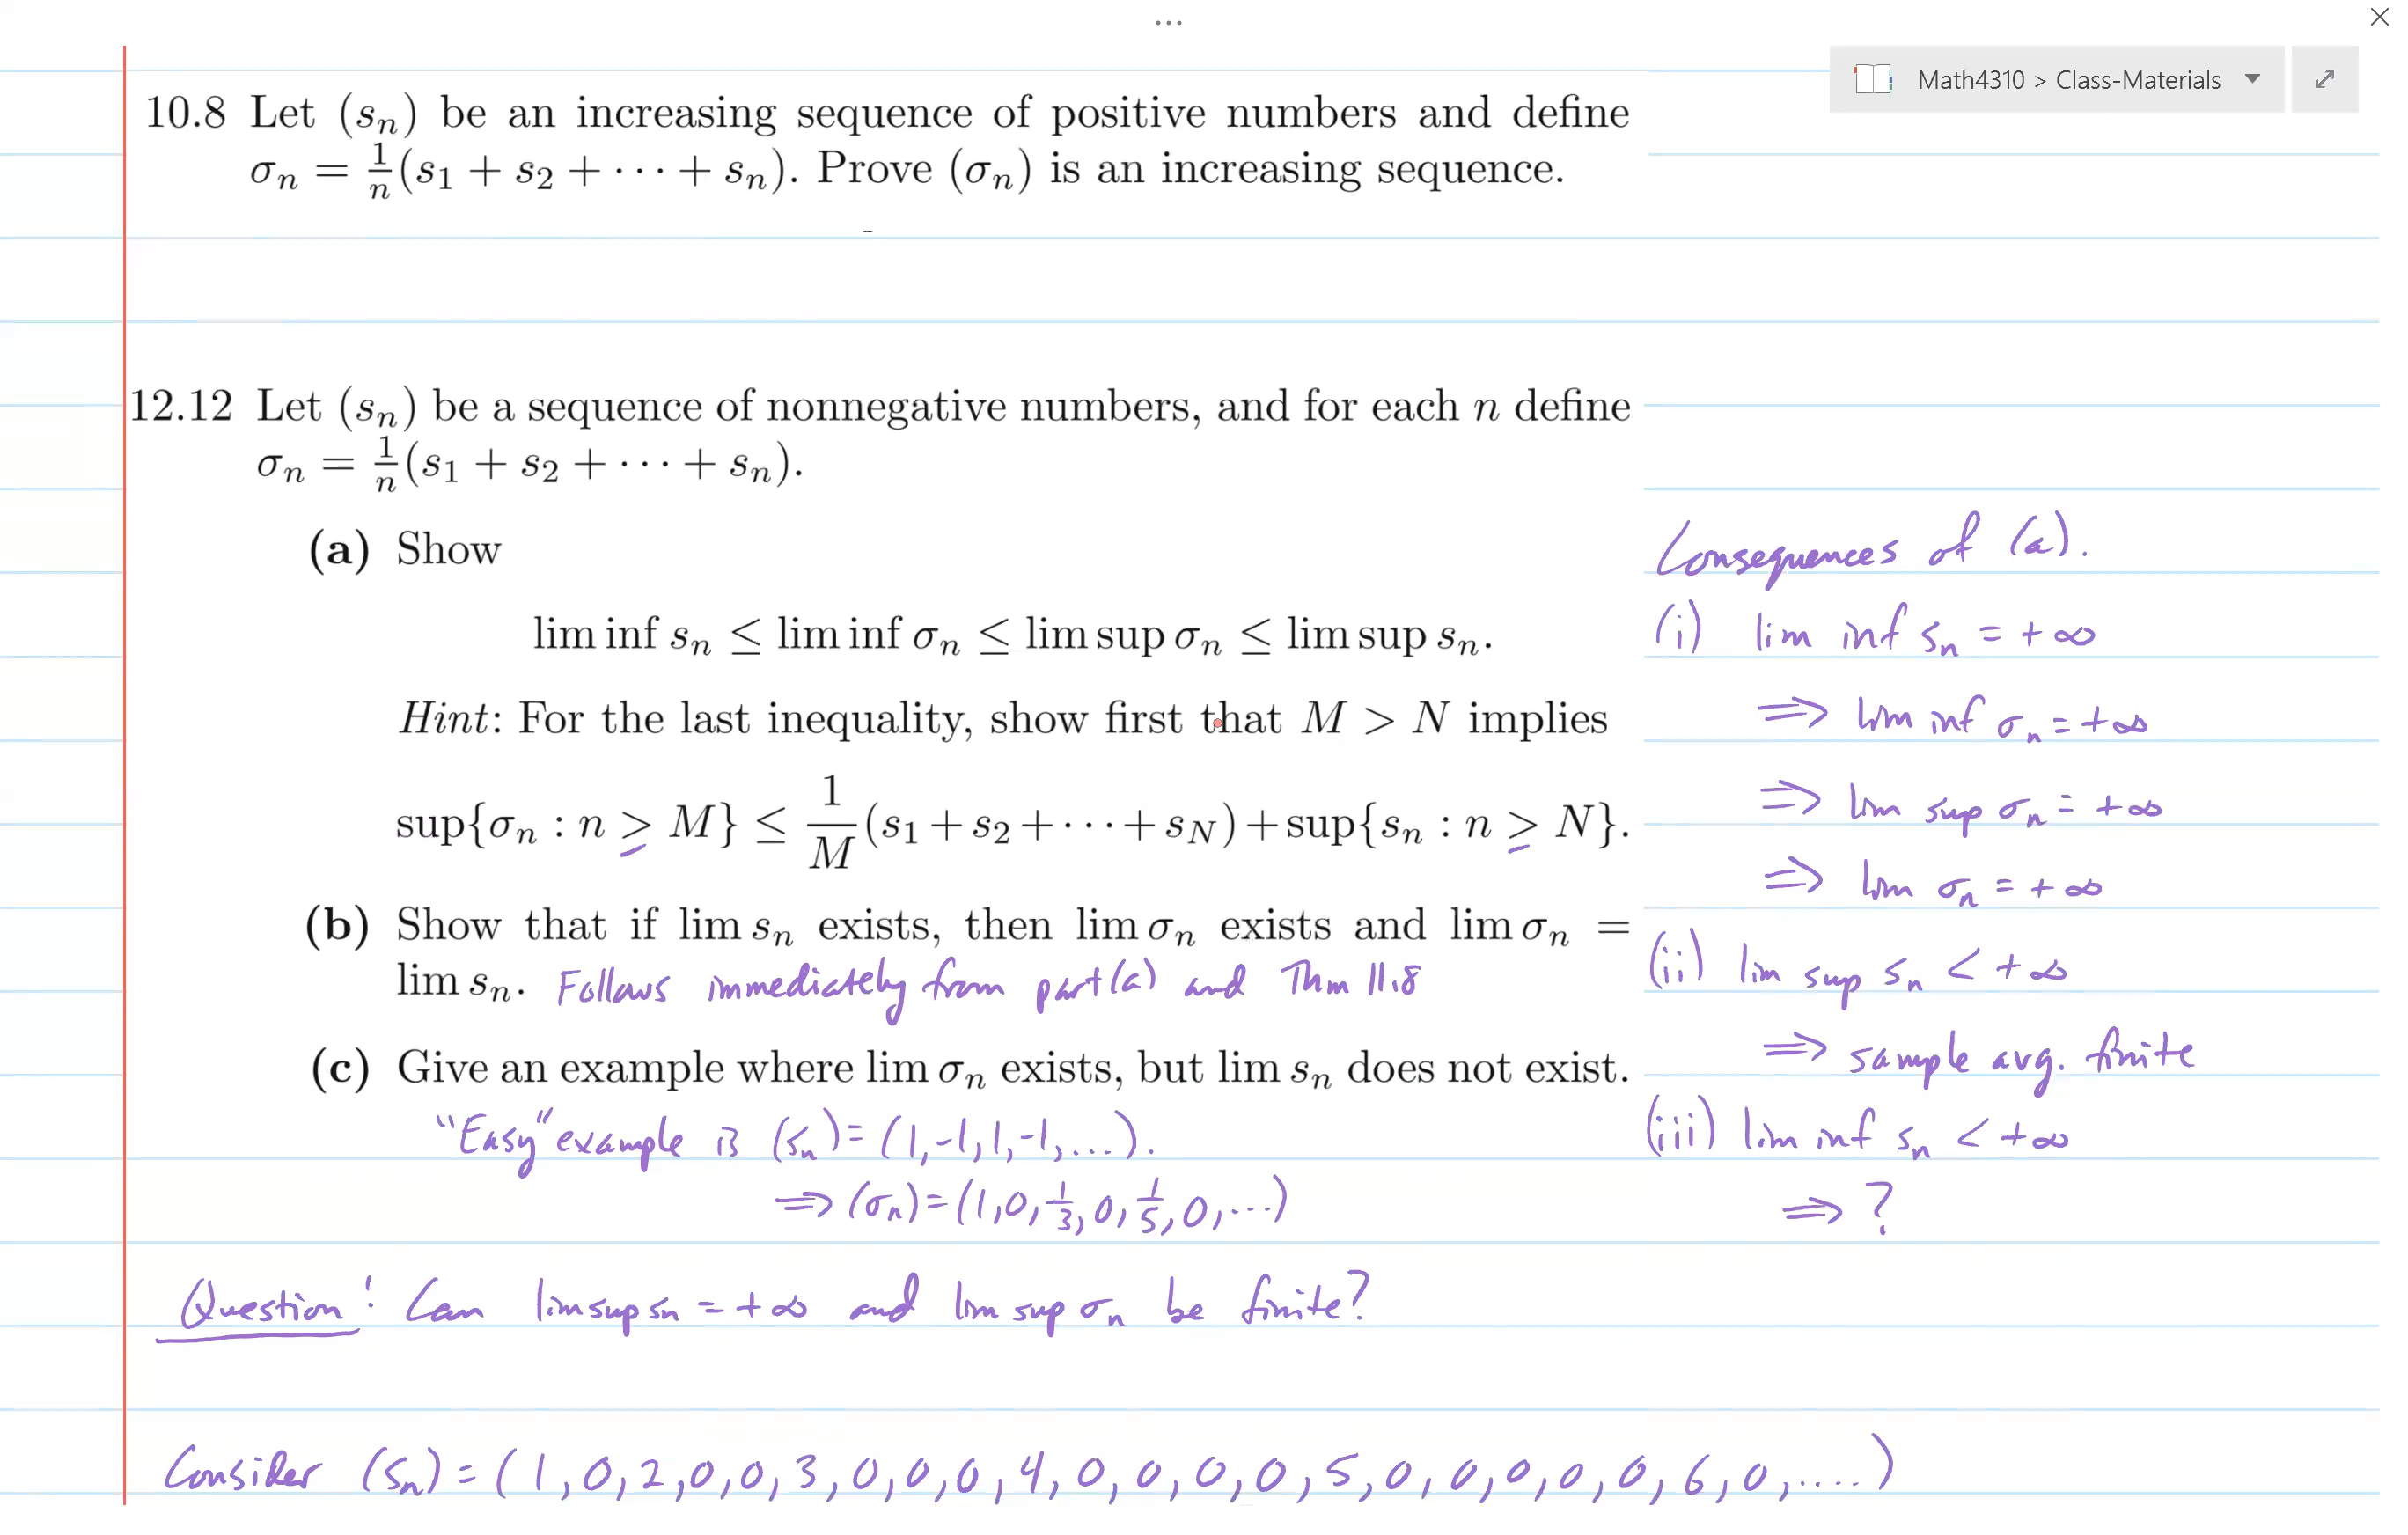 Math4310 > Class-Materials
10.8 Let (sₙ) be an increasing sequence of positive numbers and define
σₙ = 1/n (s₁ + s₂ + ⋯ + sₙ). Prove (σₙ) is an increasing sequence.
12.12 Let (sₙ) be a sequence of nonnegative numbers, and for each n define
σₙ = 1/n (s₁ + s₂ + ⋯ + sₙ).
(a) Show
lim inf sₙ ≤ lim inf σₙ ≤ lim sup σₙ ≤ lim sup sₙ.
Hint: For the last inequality, show first that M > N implies
sup{σₙ : n ≥ M} ≤ 1/M (s₁ + s₂ + ⋯ + s_N) + sup{sₙ : n ≥ N}.
(b) Show that if lim sₙ exists, then lim σₙ exists and lim σₙ =
lim sₙ. Follows immediately from part (a) and Thm 11.8
(c) Give an example where lim σₙ exists, but lim sₙ does not exist.
"Easy" example is (sₙ) = (1, -1, 1, -1, ...).
⟹ (σₙ) = (1, 0, 1/3, 0, 1/5, 0, ...)
Consequences of (a).
(i) lim inf sₙ = +∞
⟹ lim inf σₙ = +∞
⟹ lim sup σₙ = +∞
⟹ lim σₙ = +∞
(ii) lim sup sₙ < +∞
⟹ sample avg. finite
(iii) lim inf sₙ < +∞
⟹ ?
Question: Can lim sup sₙ = +∞ and lim sup σₙ be finite?
Consider (sₙ) = (1, 0, 2, 0, 0, 3, 0, 0, 0, 4, 0, 0, 0, 0, 5, 0, 0, 0, 0, 0, 6, 0, ....)